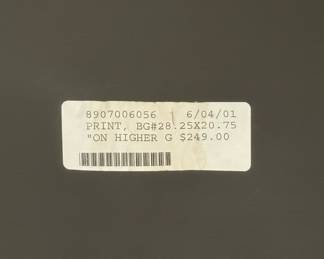 8907006056 6/04/01
PRINT, BG#28.25X20.75
"ON HIGHER G $249.00